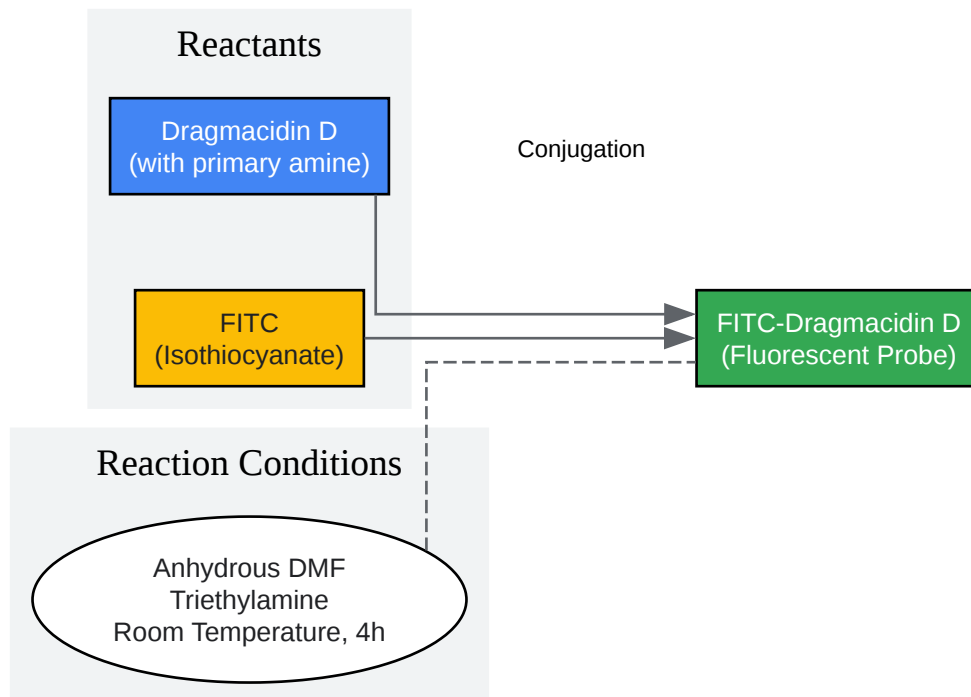 Reactants
Dragmacidin D
(with primary amine)
Conjugation
FITC
(Isothiocyanate)
FITC-Dragmacidin D
(Fluorescent Probe)
Reaction Conditions
Anhydrous DMF
Triethylamine
Room Temperature, 4h